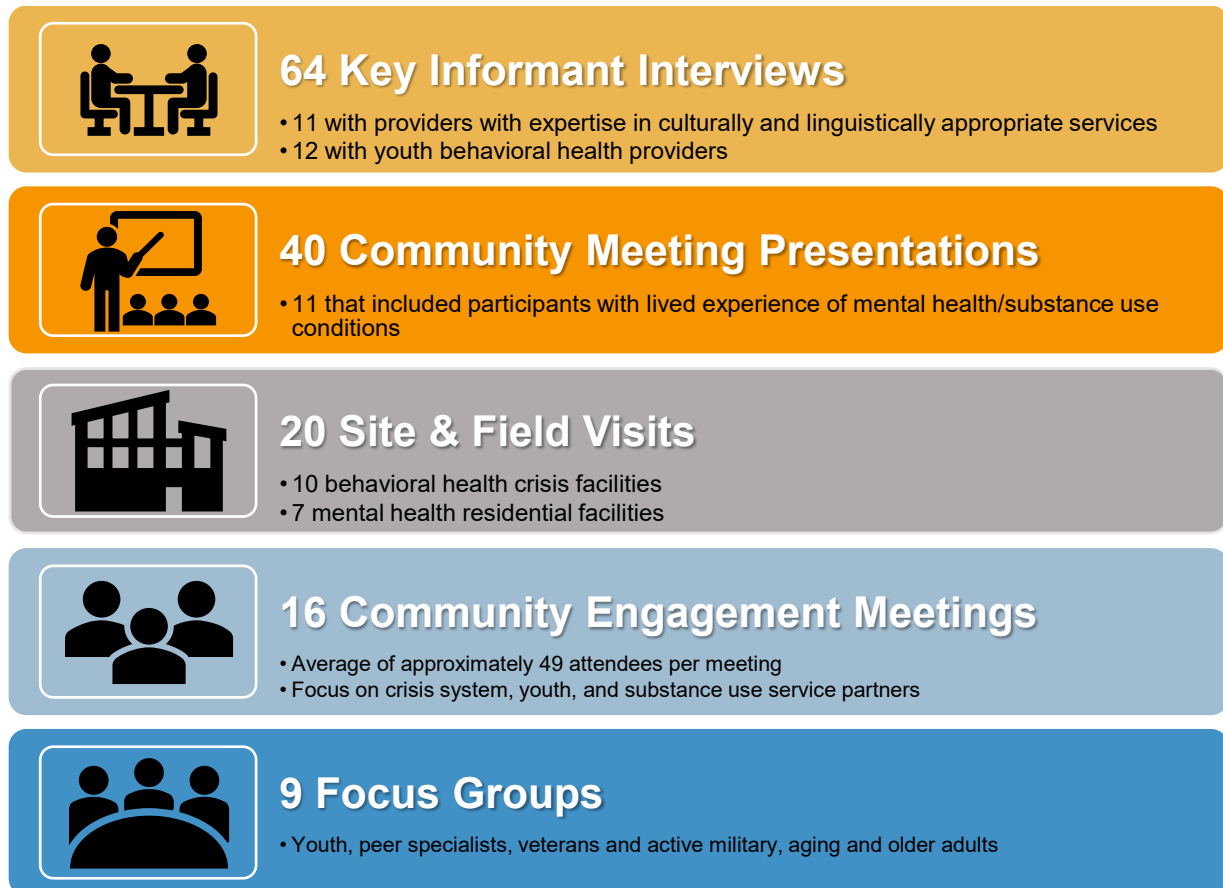 64 Key Informant Interviews
• 11 with providers with expertise in culturally and linguistically appropriate services
• 12 with youth behavioral health providers
40 Community Meeting Presentations
• 11 that included participants with lived experience of mental health/substance use
conditions
20 Site & Field Visits
• 10 behavioral health crisis facilities
• 7 mental health residential facilities
16 Community Engagement Meetings
• Average of approximately 49 attendees per meeting
• Focus on crisis system, youth, and substance use service partners
9 Focus Groups
• Youth, peer specialists, veterans and active military, aging and older adults